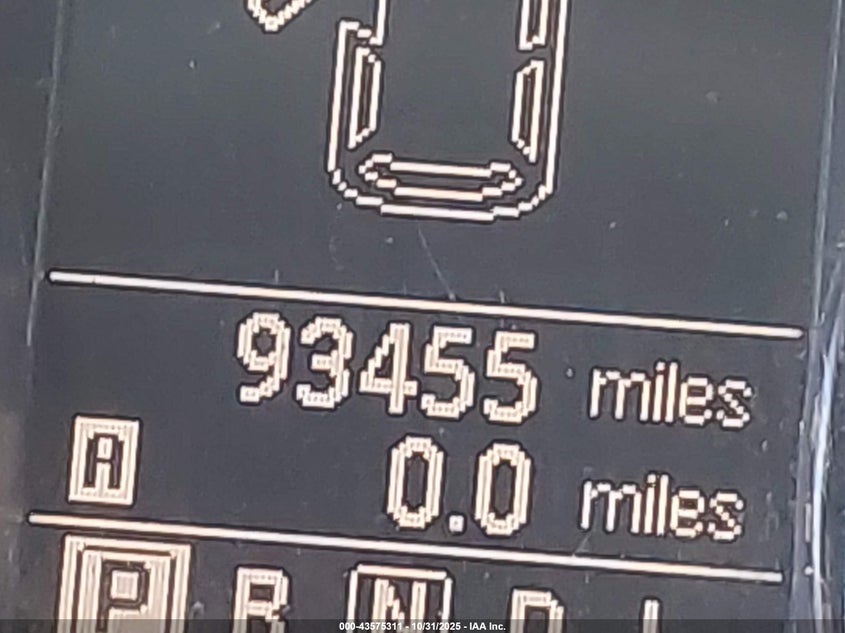 93455 miles
A 0.0 miles
P R N D L
000-43575311 - 10/31/2025 - IAA Inc.